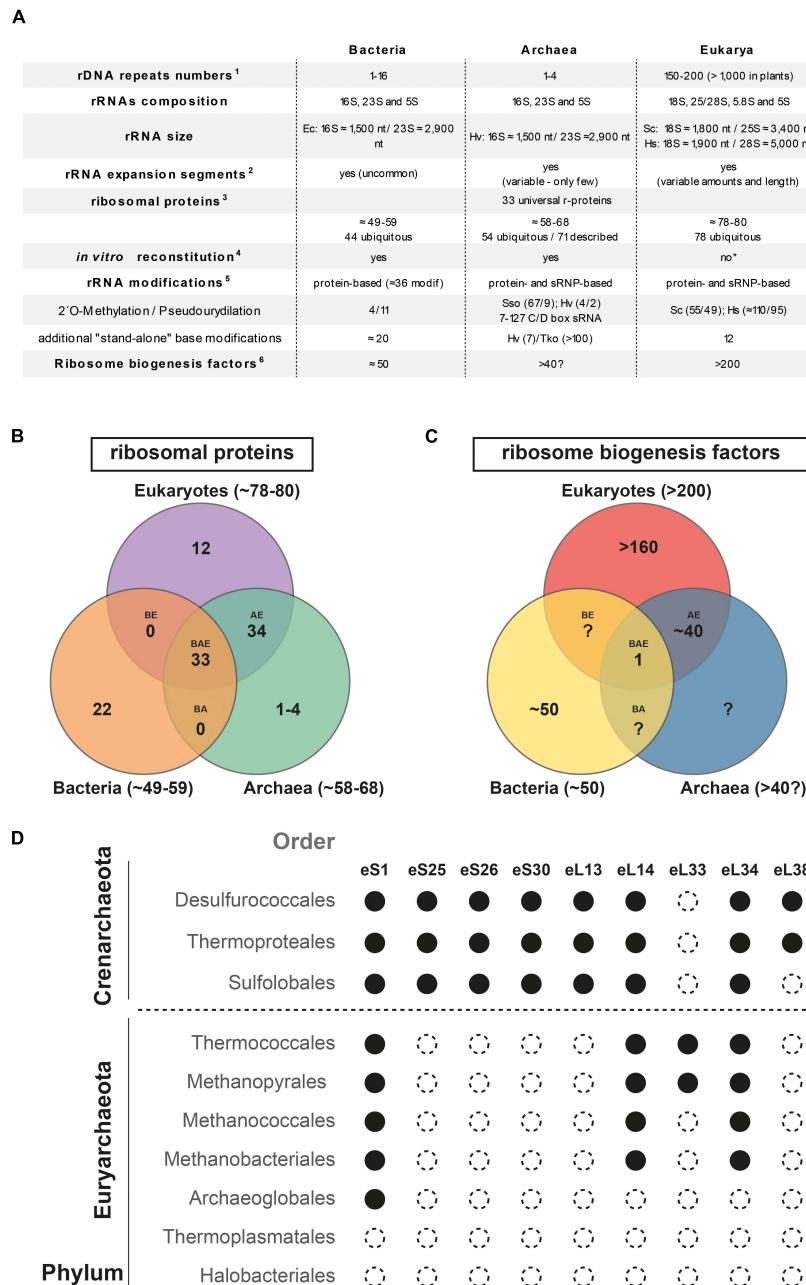 A
Bacteria Archaea Eukarya
rDNA repeats numbers 1 1-16 1-4 150-200 (> 1,000 in plants)
rRNAs composition 16S, 23S and 5S 16S, 23S and 5S 18S, 25/28S, 5.8S and 5S
rRNA size Ec: 16S ≈ 1,500 nt/ 23S ≈ 2,900 nt Hv: 16S ≈ 1,500 nt/ 23S ≈2,900 nt Sc: 18S ≈ 1,800 nt / 25S ≈ 3,400 n
Hs: 18S ≈ 1,900 nt / 28S ≈ 5,000 n
rRNA expansion segments 2 yes (uncommon) yes (variable - only few) yes (variable amounts and length)
ribosomal proteins 3 33 universal r-proteins
≈ 49-59 ≈ 58-68 ≈ 78-80
44 ubiquitous 54 ubiquitous / 71 described 78 ubiquitous
in vitro reconstitution 4 yes yes no*
rRNA modifications 5 protein-based (≈36 modif) protein- and sRNP-based protein- and sRNP-based
2´O-Methylation / Pseudourydilation 4/11 Sso (67/9); Hv (4/2) 7-127 C/D box sRNA Sc (55/49); Hs (≈110/95)
additional "stand-alone" base modifications ≈ 20 Hv (7)/Tko (>100) 12
Ribosome biogenesis factors 6 ≈ 50 >40? >200
B
ribosomal proteins
Eukaryotes (~78-80)
12
BE
0
AE
34
BAE
33
22
BA
0
1-4
Bacteria (~49-59)
Archaea (~58-68)
C
ribosome biogenesis factors
Eukaryotes (>200)
>160
BE
?
AE
~40
BAE
1
~50
BA
?
?
Bacteria (~50)
Archaea (>40?)
D
Order
eS1 eS25 eS26 eS30 eL13 eL14 eL33 eL34 eL38
Crenarchaeota
Desulfurococcales
Thermoproteales
Sulfolobales
Euryarchaeota
Thermococcales
Methanopyrales
Methanococcales
Methanobacteriales
Archaeoglobales
Thermoplasmatales
Halobacteriales
Phylum